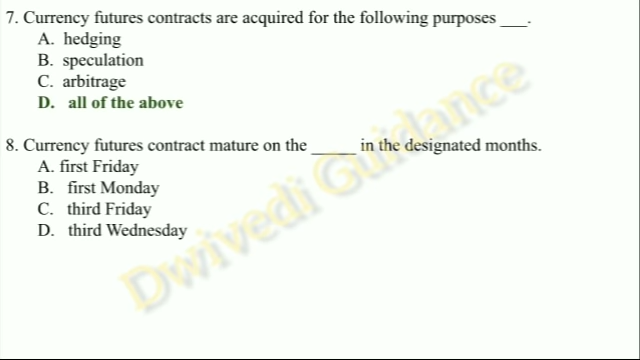 7. Currency futures contracts are acquired for the following purposes ___.
A. hedging
B. speculation
C. arbitrage
D. all of the above
8. Currency futures contract mature on the _____ in the designated months.
A. first Friday
B. first Monday
C. third Friday
D. third Wednesday
Dwivedi Guidance